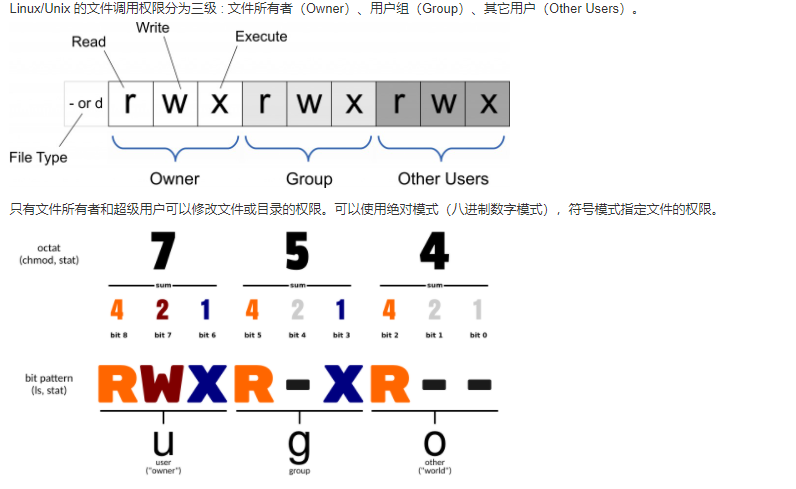 Linux/Unix 的文件调用权限分为三级 : 文件所有者（Owner）、用户组（Group）、其它用户（Other Users）。
Write
Read Execute
- or d r w x r w x r w x
File Type
Owner Group Other Users
只有文件所有者和超级用户可以修改文件或目录的权限。可以使用绝对模式（八进制数字模式），符号模式指定文件的权限。
octat
(chmod, stat)
7 5 4
sum sum sum
4 2 1 4 2 1 4 2 1
bit 8 bit 7 bit 6 bit 5 bit 4 bit 3 bit 2 bit 1 bit 0
bit pattern
(ls, stat)
RWXR-XR--
u g o
user group other
("owner") ("world")